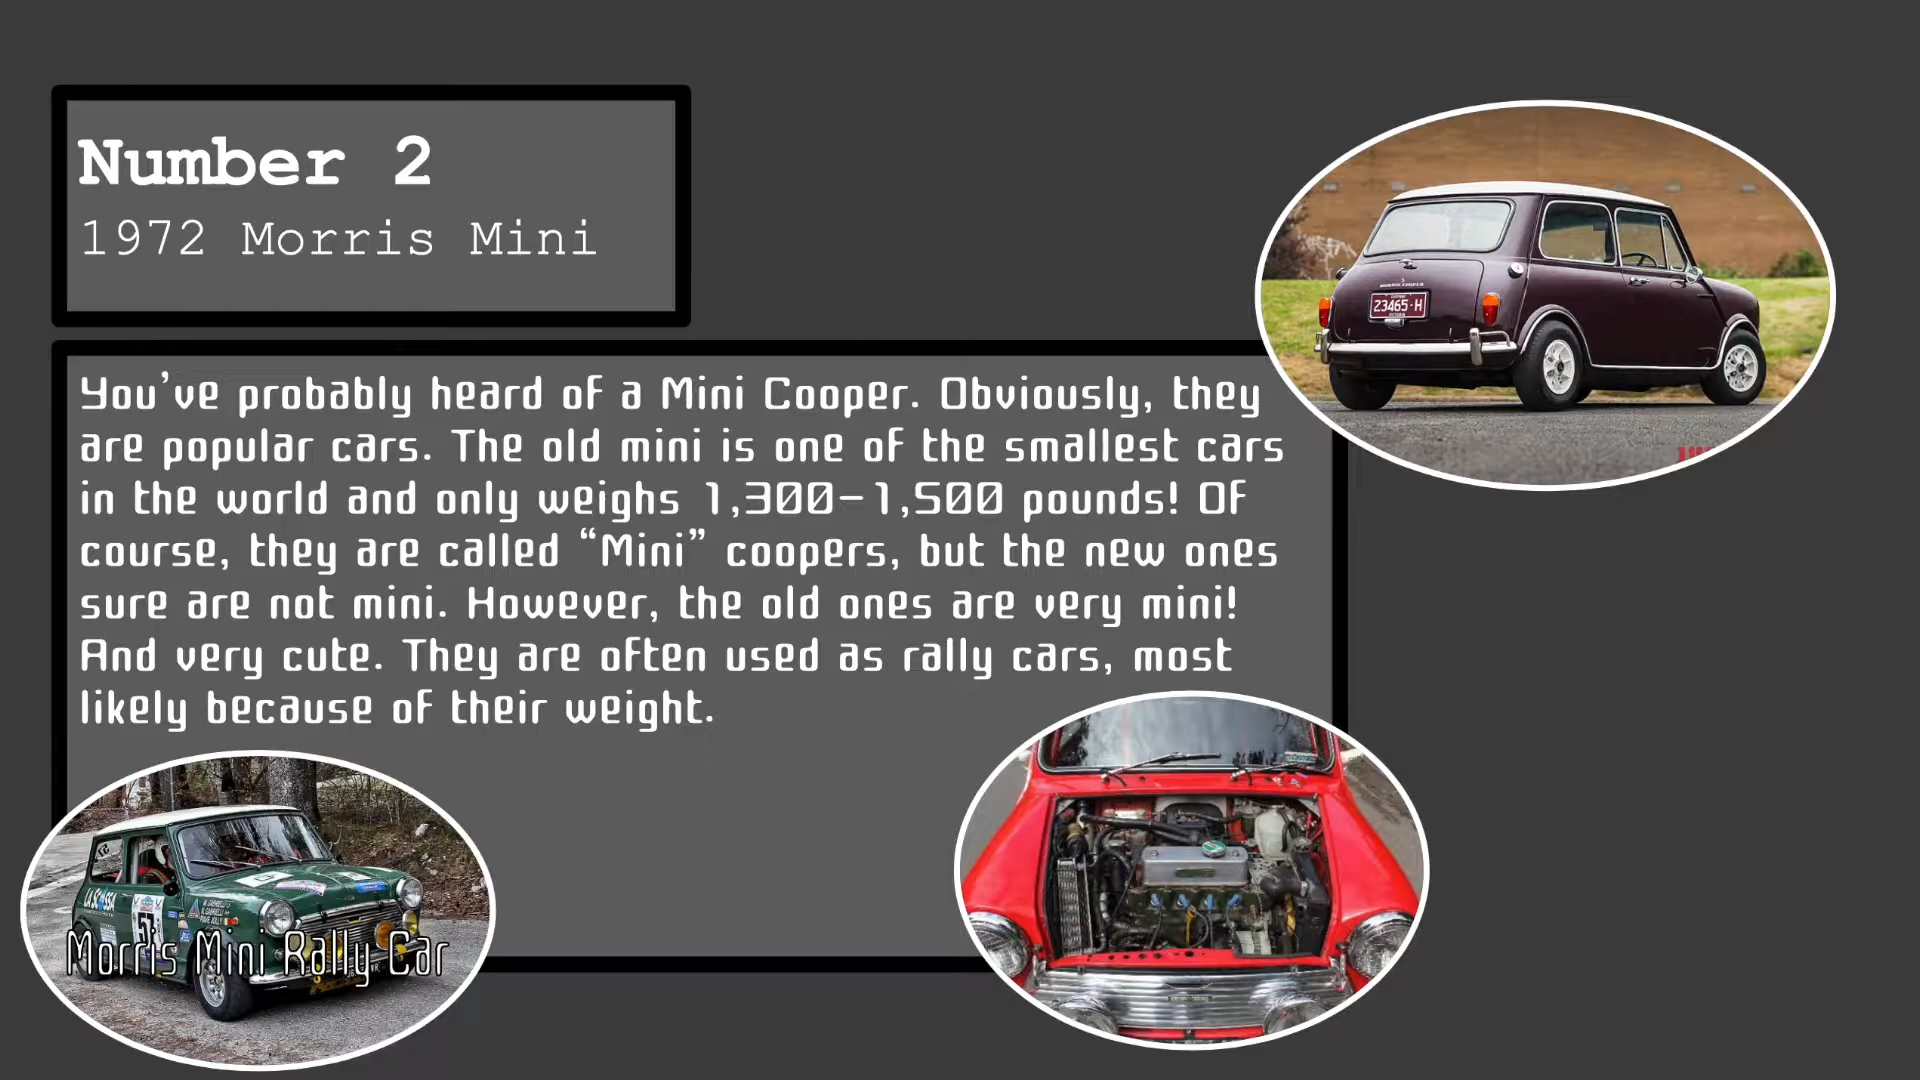 Number 2
1972 Morris Mini
You've probably heard of a Mini Cooper. Obviously, they
are popular cars. The old mini is one of the smallest cars
in the world and only weighs 1,300-1,500 pounds! Of
course, they are called “Mini” coopers, but the new ones
sure are not mini. However, the old ones are very mini!
And very cute. They are often used as rally cars, most
likely because of their weight.
MORRIS COOPER
23465-H
VICTORIA
57
Morris Mini Rally Car